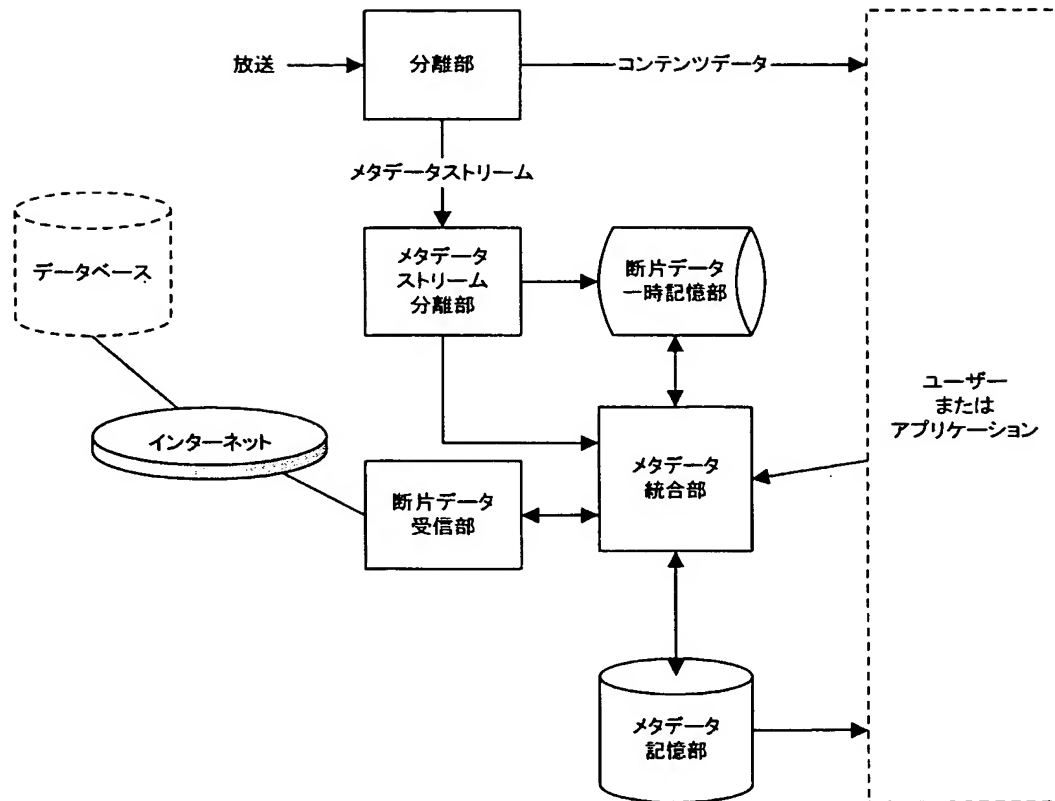 放送
分離部
コンテンツデータ
メタデータストリーム
データベース
メタデータ
ストリーム
分離部
断片データ
一時記憶部
ユーザー
または
アプリケーション
インターネット
メタデータ
統合部
断片データ
受信部
メタデータ
記憶部